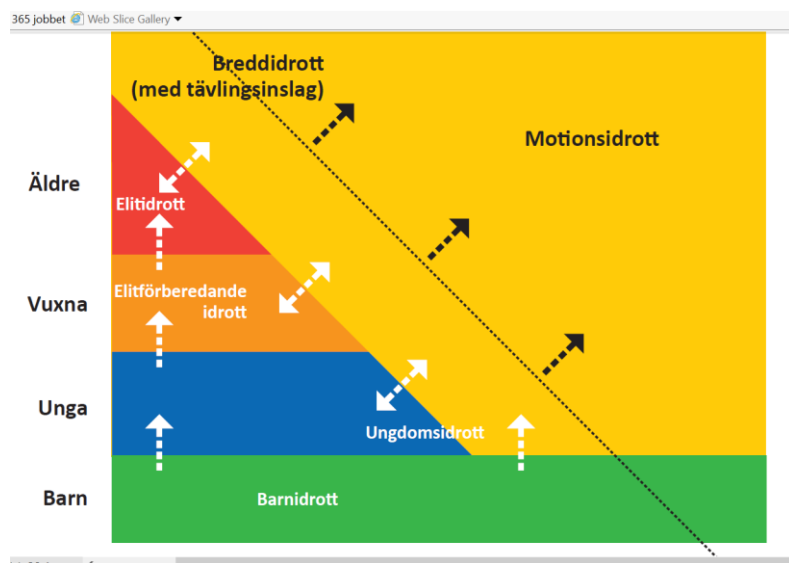 365 jobbet Web Slice Gallery
Breddidrott
(med tävlingsinslag)
Motionsidrott
Äldre
Elitidrott
Vuxna
Elitförberedande
idrott
Unga
Ungdomsidrott
Barn
Barnidrott